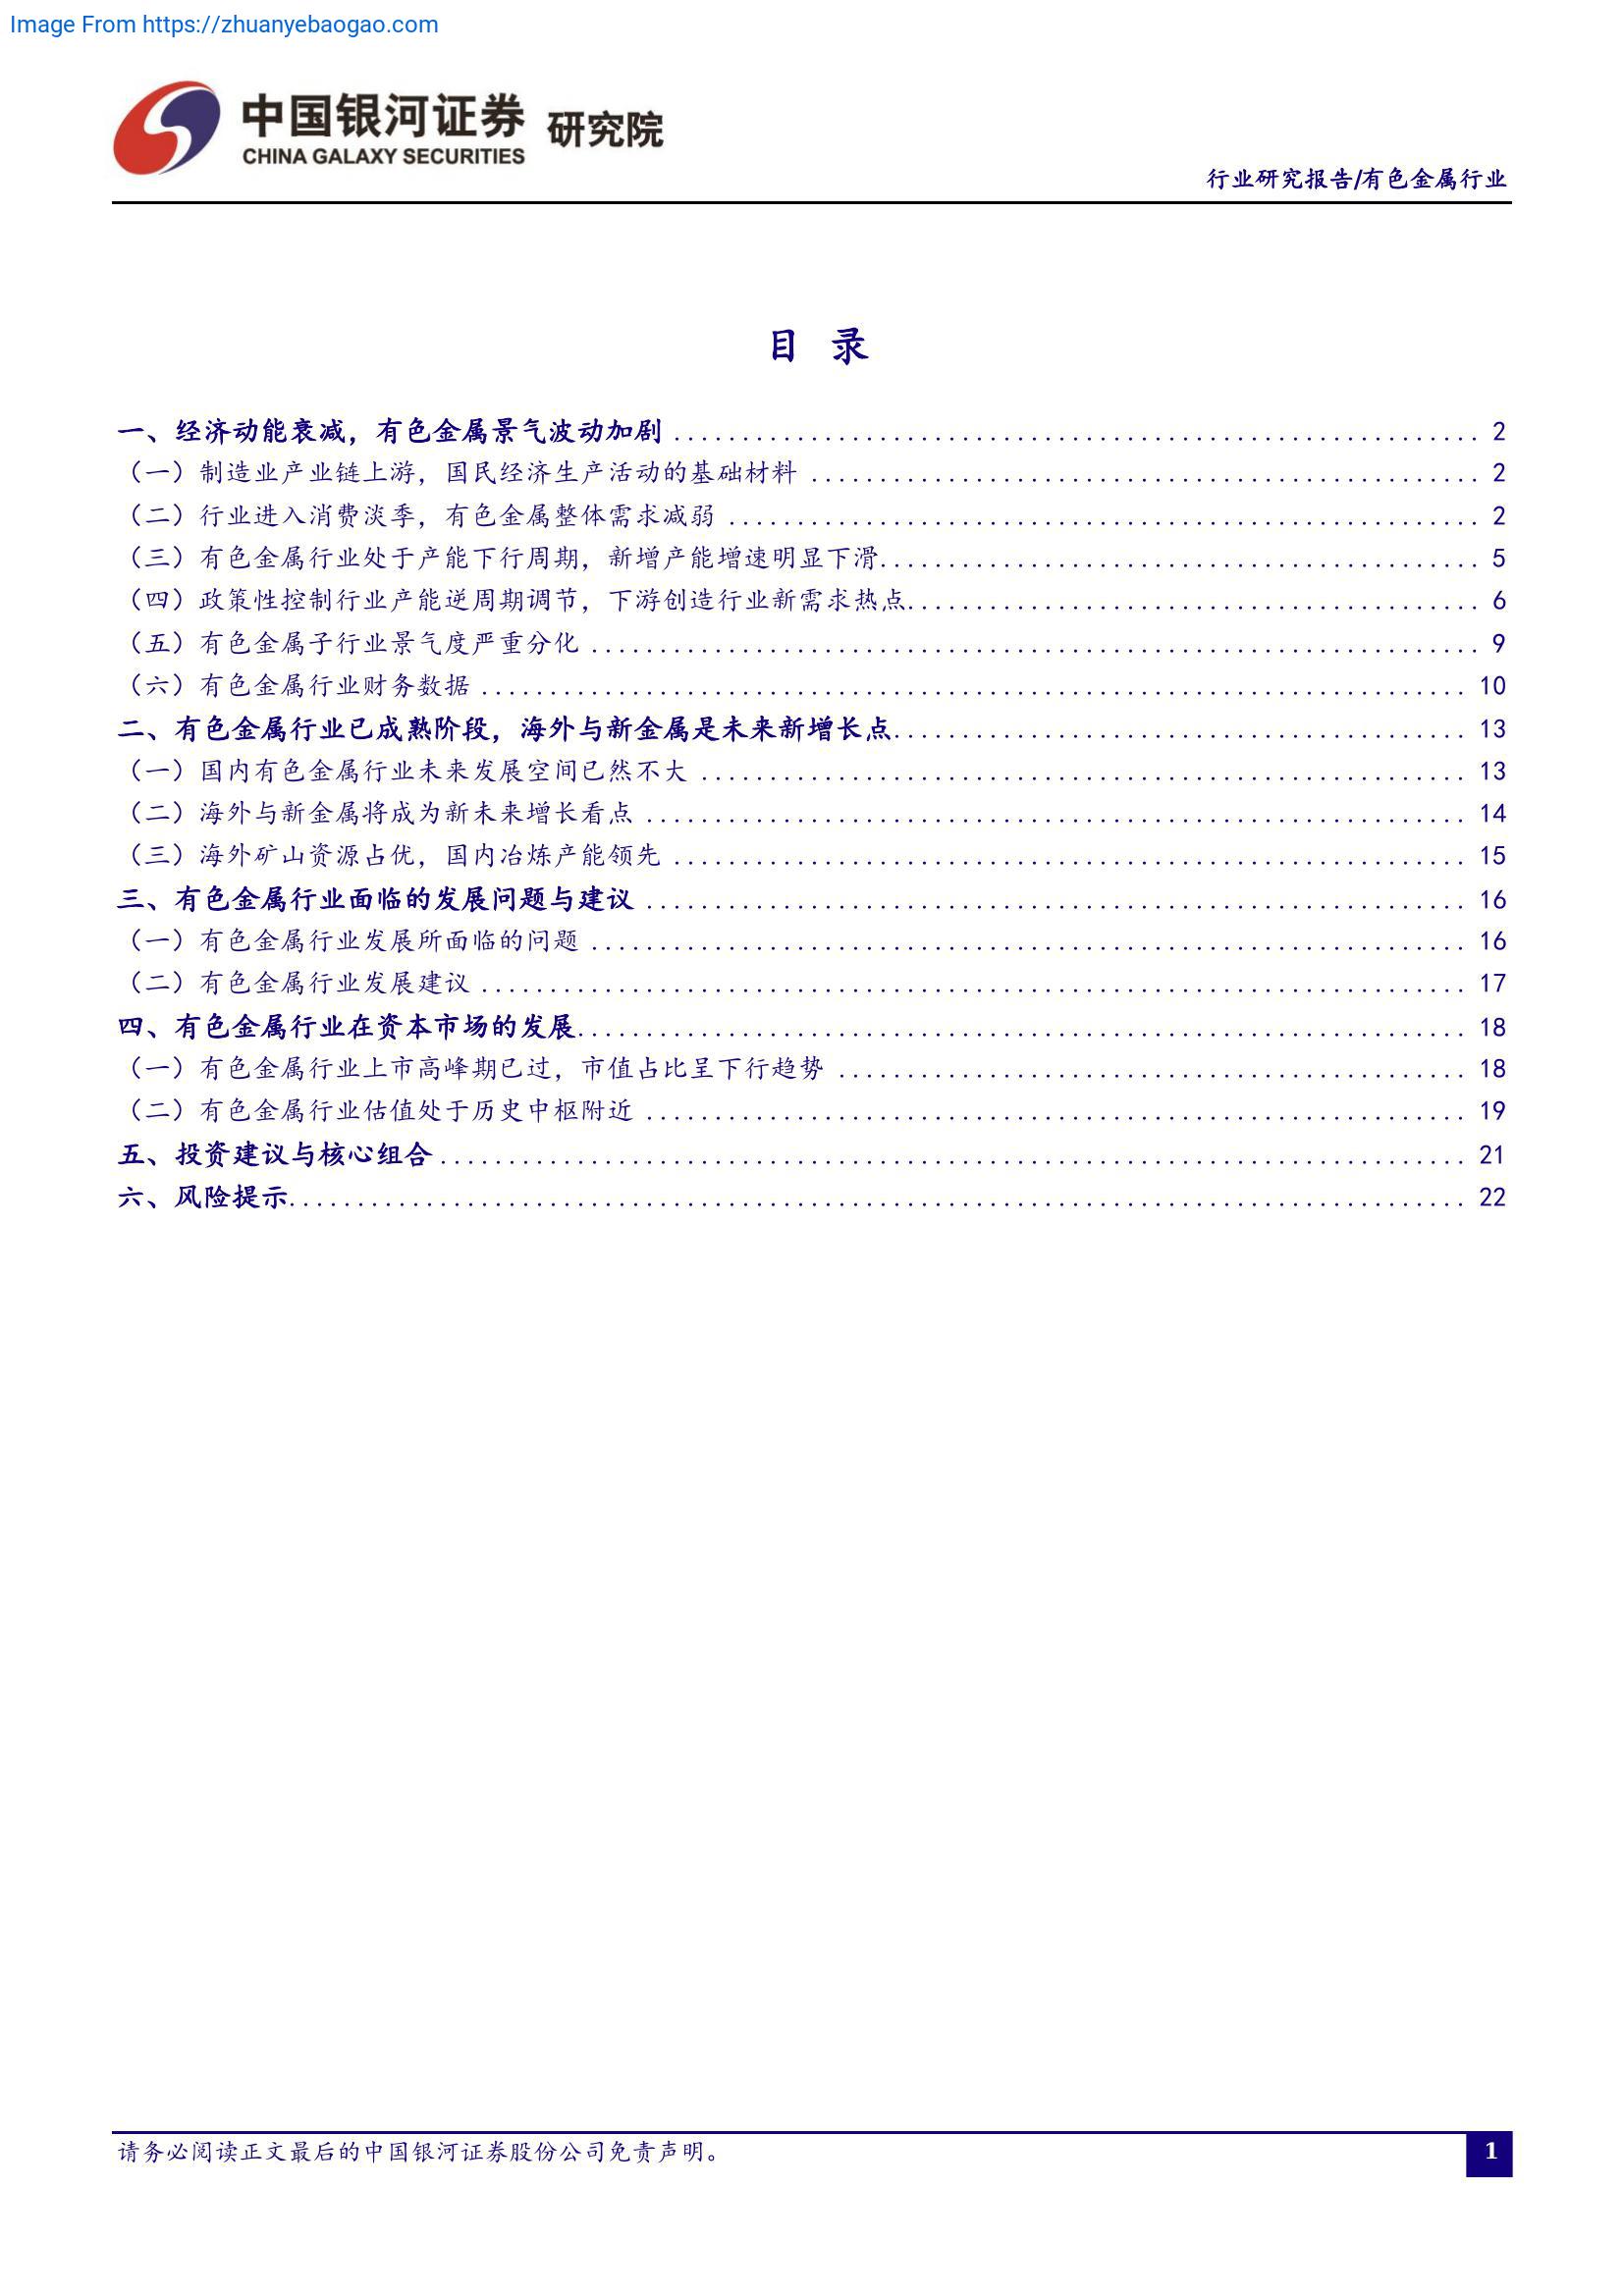 Image From https://zhuanyebaogao.com
中国银河证券 研究院
CHINA GALAXY SECURITIES
行业研究报告/有色金属行业
目 录
一、经济动能衰减，有色金属景气波动加剧 2
（一）制造业产业链上游，国民经济生产活动的基础材料 2
（二）行业进入消费淡季，有色金属整体需求减弱 2
（三）有色金属行业处于产能下行周期，新增产能增速明显下滑 5
（四）政策性控制行业产能逆周期调节，下游创造行业新需求热点 6
（五）有色金属子行业景气度严重分化 9
（六）有色金属行业财务数据 10
二、有色金属行业已成熟阶段，海外与新金属是未来新增长点 13
（一）国内有色金属行业未来发展空间已然不大 13
（二）海外与新金属将成为新未来增长看点 14
（三）海外矿山资源占优，国内冶炼产能领先 15
三、有色金属行业面临的发展问题与建议 16
（一）有色金属行业发展所面临的问题 16
（二）有色金属行业发展建议 17
四、有色金属行业在资本市场的发展 18
（一）有色金属行业上市高峰期已过，市值占比呈下行趋势 18
（二）有色金属行业估值处于历史中枢附近 19
五、投资建议与核心组合 21
六、风险提示 22
请务必阅读正文最后的中国银河证券股份公司免责声明。
1